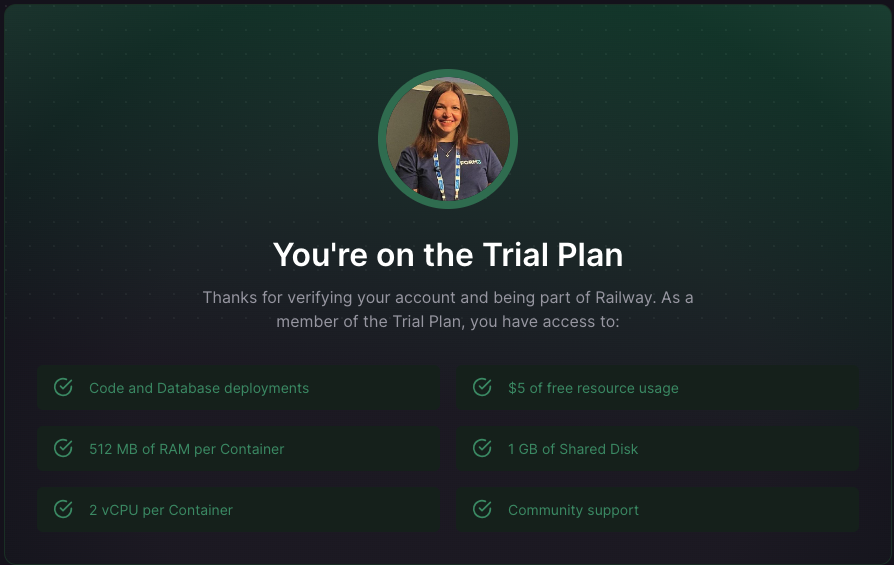 FORM3
You're on the Trial Plan
Thanks for verifying your account and being part of Railway. As a
member of the Trial Plan, you have access to:
Code and Database deployments
$5 of free resource usage
512 MB of RAM per Container
1 GB of Shared Disk
2 vCPU per Container
Community support